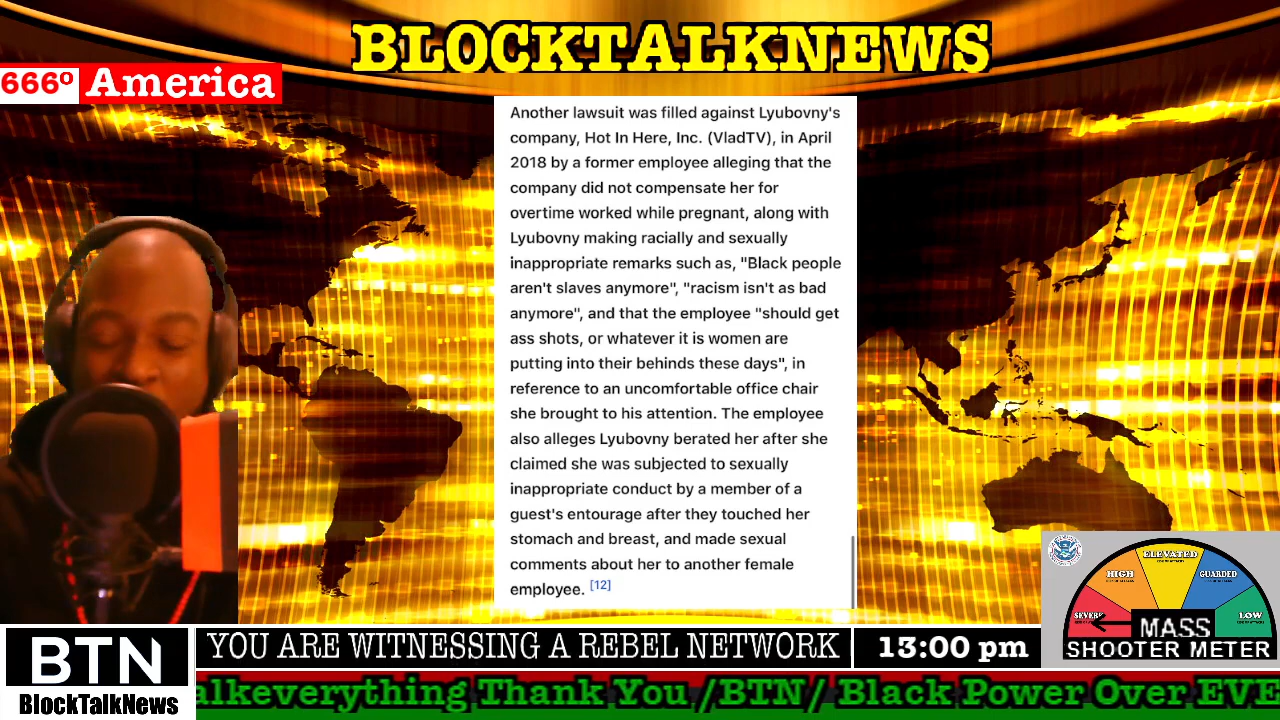 BLOCKTALKNEWS
666º America
Another lawsuit was filled against Lyubovny's
company, Hot In Here, Inc. (VladTV), in April
2018 by a former employee alleging that the
company did not compensate her for
overtime worked while pregnant, along with
Lyubovny making racially and sexually
inappropriate remarks such as, "Black people
aren't slaves anymore", "racism isn't as bad
anymore", and that the employee "should get
ass shots, or whatever it is women are
putting into their behinds these days", in
reference to an uncomfortable office chair
she brought to his attention. The employee
also alleges Lyubovny berated her after she
claimed she was subjected to sexually
inappropriate conduct by a member of a
guest's entourage after they touched her
stomach and breast, and made sexual
comments about her to another female
employee. [12]
ELEVATED
HIGH
GUARDED
SEVERE
LOW
MASS
SHOOTER METER
BTN
BlockTalkNews
YOU ARE WITNESSING A REBEL NETWORK
13:00 pm
alkeverything Thank You /BTN/ Black Power Over EVE